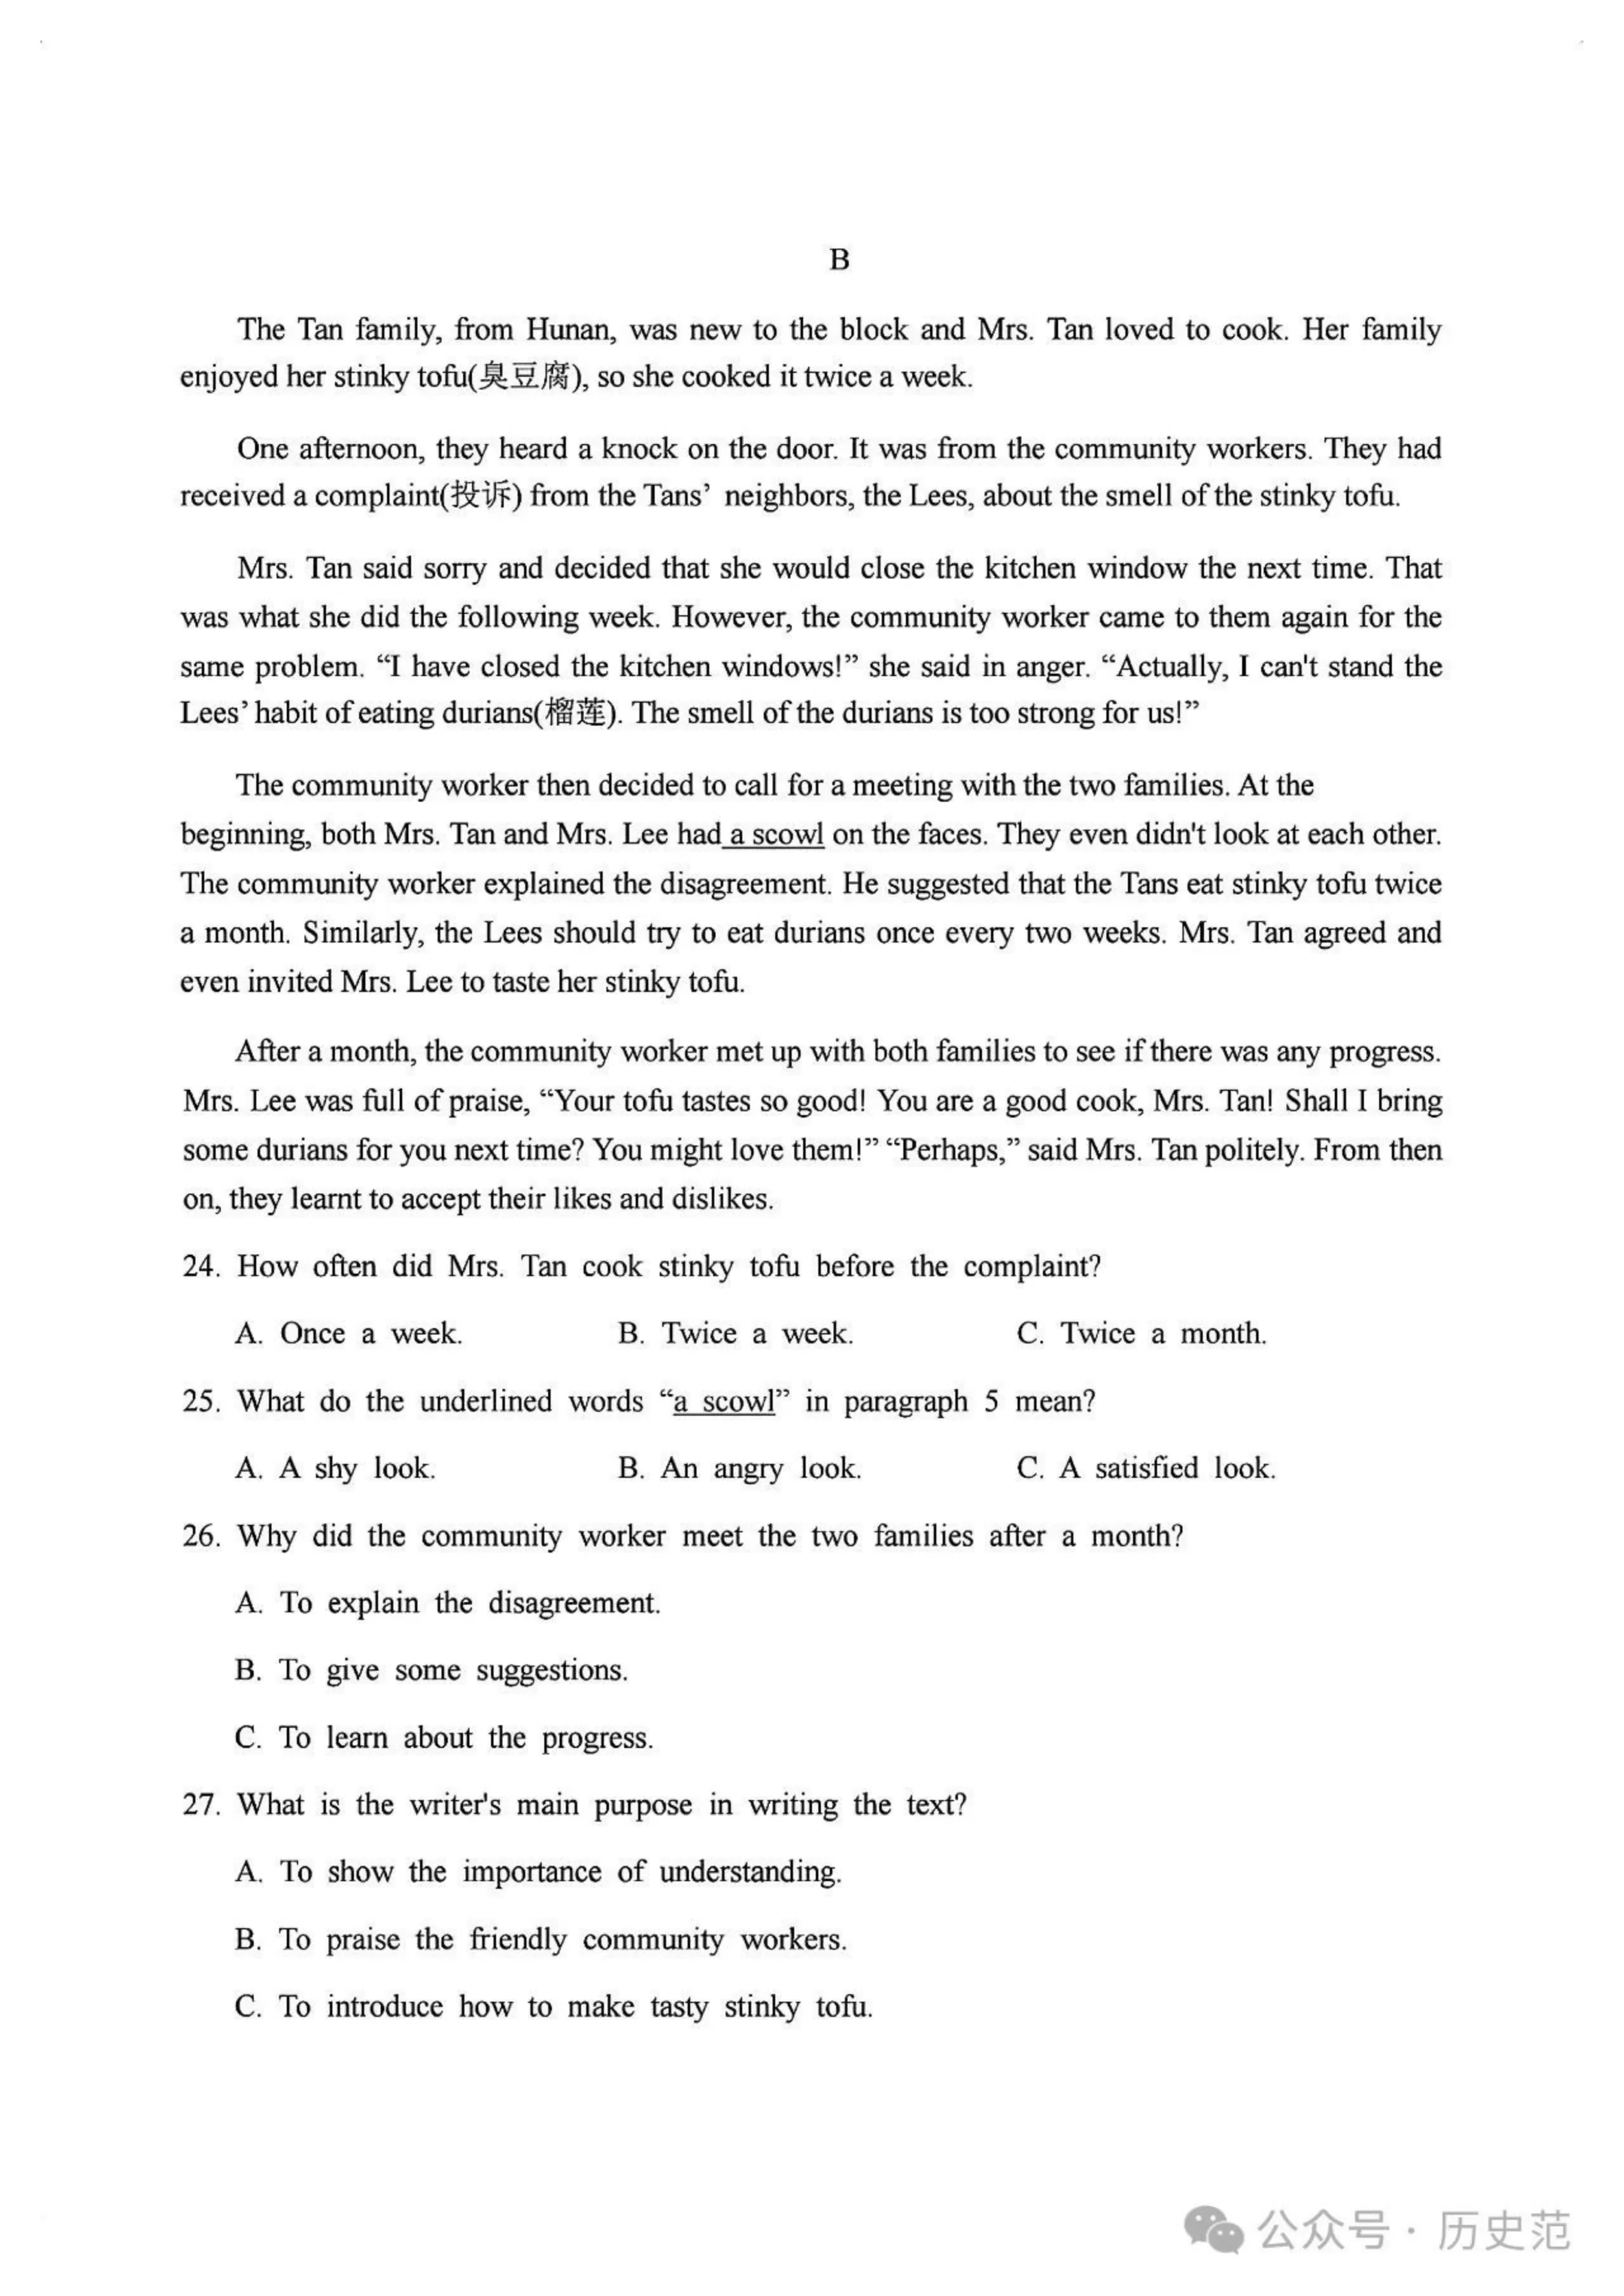 B
The Tan family, from Hunan, was new to the block and Mrs. Tan loved to cook. Her family
enjoyed her stinky tofu(臭豆腐), so she cooked it twice a week.
One afternoon, they heard a knock on the door. It was from the community workers. They had
received a complaint(投诉) from the Tans’ neighbors, the Lees, about the smell of the stinky tofu.
Mrs. Tan said sorry and decided that she would close the kitchen window the next time. That
was what she did the following week. However, the community worker came to them again for the
same problem. “I have closed the kitchen windows!” she said in anger. “Actually, I can't stand the
Lees’ habit of eating durians(榴莲). The smell of the durians is too strong for us!”
The community worker then decided to call for a meeting with the two families. At the
beginning, both Mrs. Tan and Mrs. Lee had a scowl on the faces. They even didn't look at each other.
The community worker explained the disagreement. He suggested that the Tans eat stinky tofu twice
a month. Similarly, the Lees should try to eat durians once every two weeks. Mrs. Tan agreed and
even invited Mrs. Lee to taste her stinky tofu.
After a month, the community worker met up with both families to see if there was any progress.
Mrs. Lee was full of praise, “Your tofu tastes so good! You are a good cook, Mrs. Tan! Shall I bring
some durians for you next time? You might love them!” “Perhaps,” said Mrs. Tan politely. From then
on, they learnt to accept their likes and dislikes.
24. How often did Mrs. Tan cook stinky tofu before the complaint?
A. Once a week. B. Twice a week. C. Twice a month.
25. What do the underlined words “a scowl” in paragraph 5 mean?
A. A shy look. B. An angry look. C. A satisfied look.
26. Why did the community worker meet the two families after a month?
A. To explain the disagreement.
B. To give some suggestions.
C. To learn about the progress.
27. What is the writer's main purpose in writing the text?
A. To show the importance of understanding.
B. To praise the friendly community workers.
C. To introduce how to make tasty stinky tofu.
公众号 · 历史范